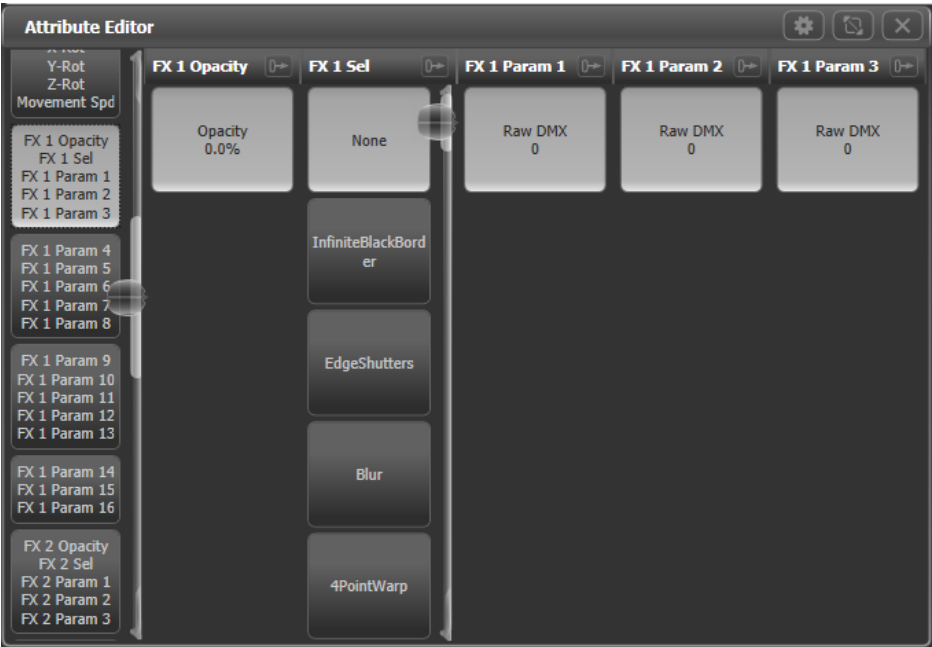 Attribute Editor
X-Rot
Y-Rot
Z-Rot
Movement Spd
FX 1 Opacity
FX 1 Sel
FX 1 Param 1
FX 1 Param 2
FX 1 Param 3
FX 1 Param 4
FX 1 Param 5
FX 1 Param 6
FX 1 Param 7
FX 1 Param 8
FX 1 Param 9
FX 1 Param 10
FX 1 Param 11
FX 1 Param 12
FX 1 Param 13
FX 1 Param 14
FX 1 Param 15
FX 1 Param 16
FX 2 Opacity
FX 2 Sel
FX 2 Param 1
FX 2 Param 2
FX 2 Param 3
FX 1 Opacity
Opacity
0.0%
FX 1 Sel
None
InfiniteBlackBord
er
EdgeShutters
Blur
4PointWarp
FX 1 Param 1
Raw DMX
0
FX 1 Param 2
Raw DMX
0
FX 1 Param 3
Raw DMX
0